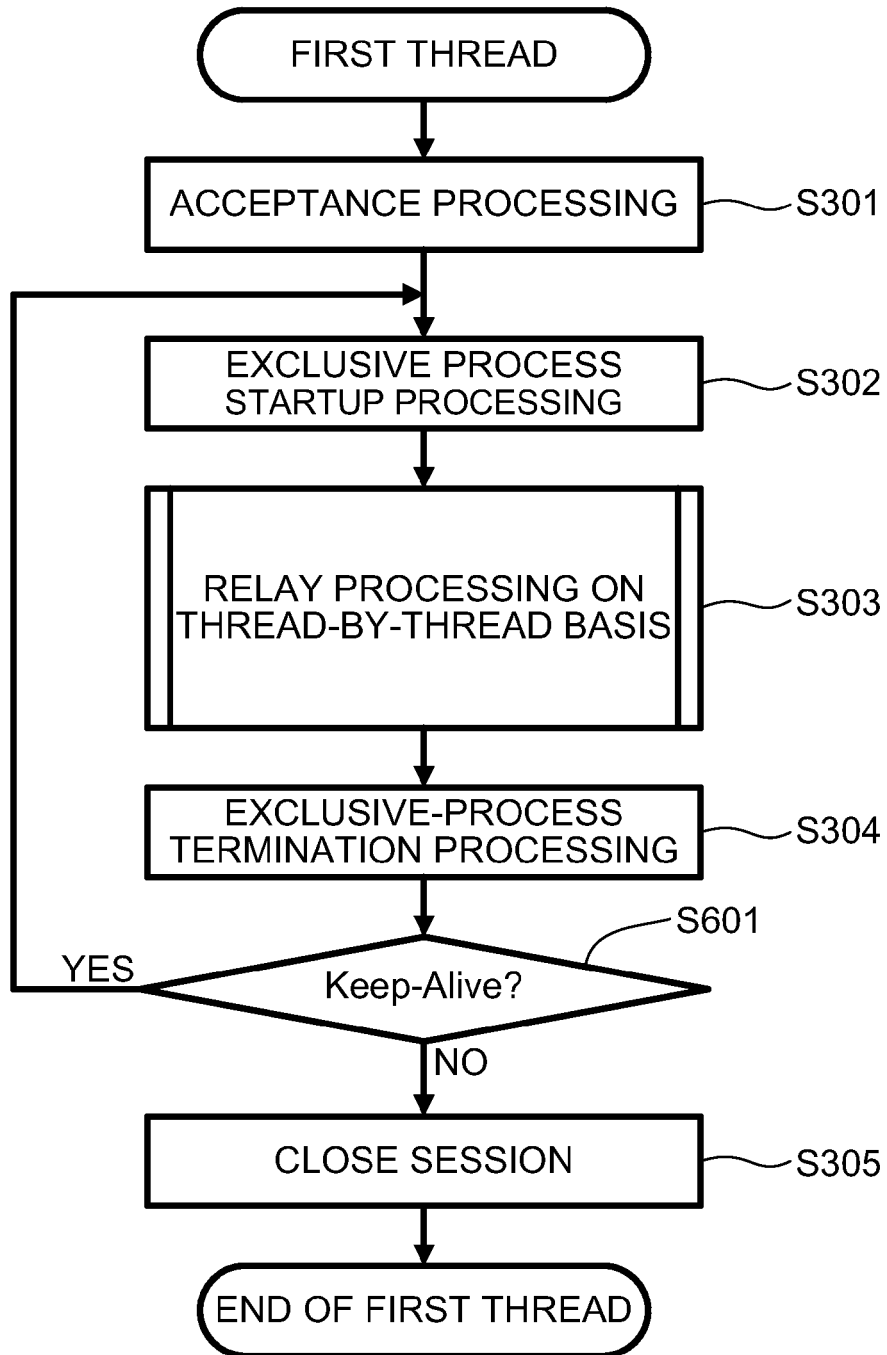 FIRST THREAD
ACCEPTANCE PROCESSING
S301
EXCLUSIVE PROCESS
STARTUP PROCESSING
S302
RELAY PROCESSING ON
THREAD-BY-THREAD BASIS
S303
EXCLUSIVE-PROCESS
TERMINATION PROCESSING
S304
S601
YES
Keep-Alive?
NO
CLOSE SESSION
S305
END OF FIRST THREAD